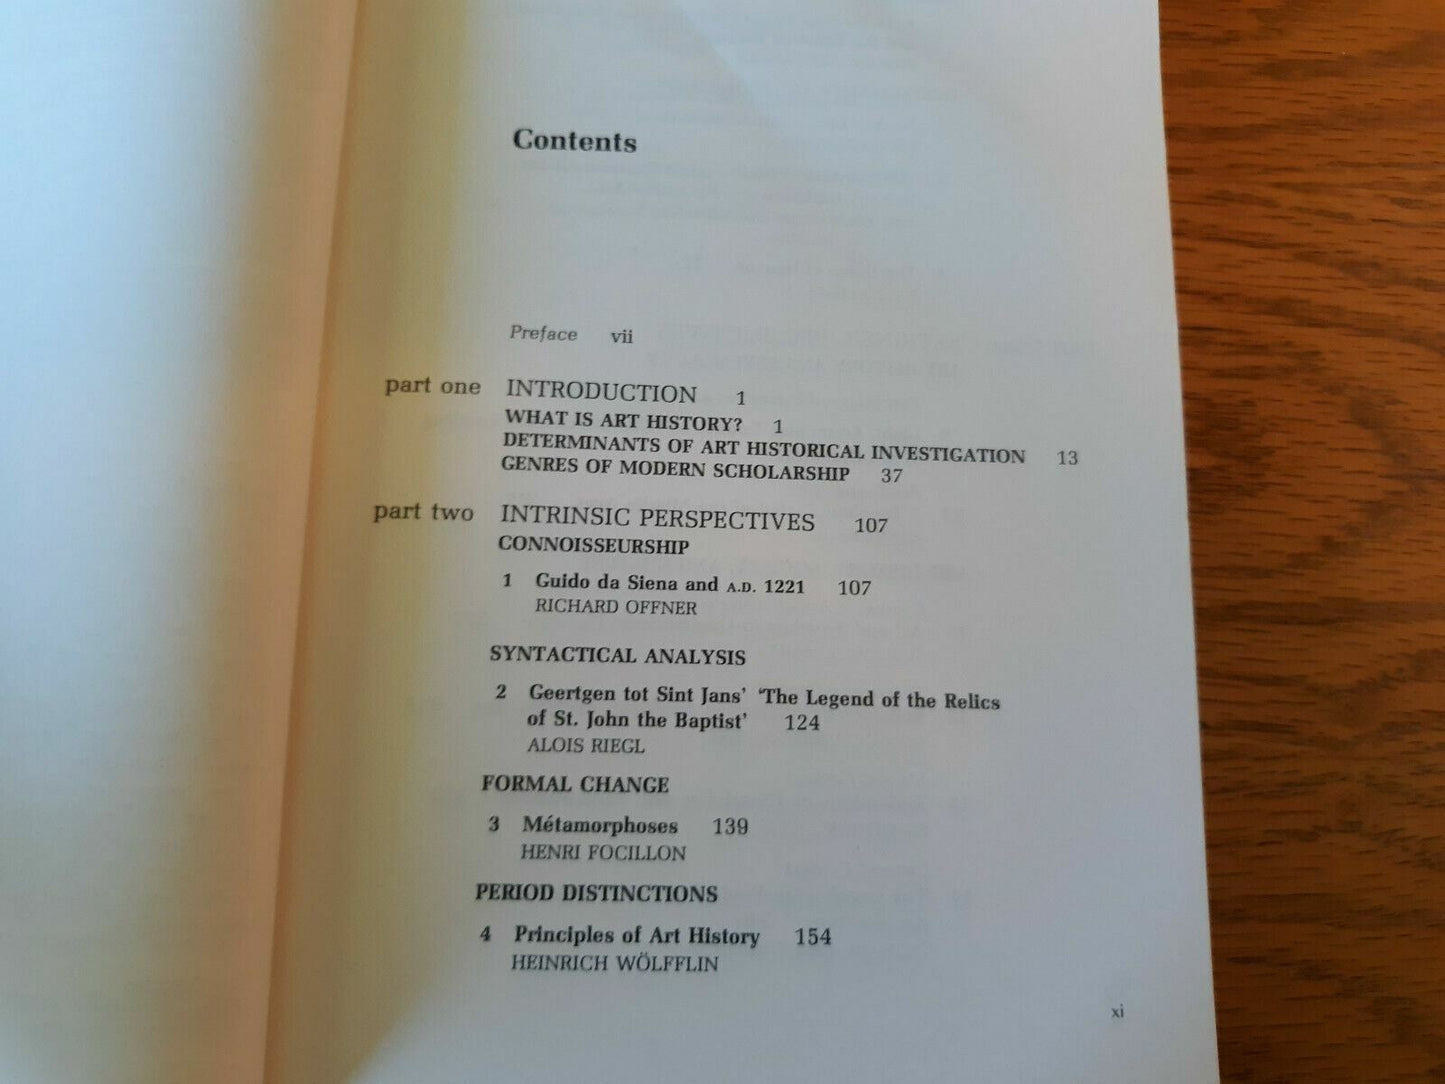 Contents
Preface vii
part one INTRODUCTION 1
WHAT IS ART HISTORY? 1
DETERMINANTS OF ART HISTORICAL INVESTIGATION 13
GENRES OF MODERN SCHOLARSHIP 37
part two INTRINSIC PERSPECTIVES 107
CONNOISSEURSHIP
1 Guido da Siena and A.D. 1221 107
RICHARD OFFNER
SYNTACTICAL ANALYSIS
2 Geertgen tot Sint Jans' 'The Legend of the Relics
of St. John the Baptist' 124
ALOIS RIEGL
FORMAL CHANGE
3 Métamorphoses 139
HENRI FOCILLON
PERIOD DISTINCTIONS
4 Principles of Art History 154
HEINRICH WÖLFFLIN
xi